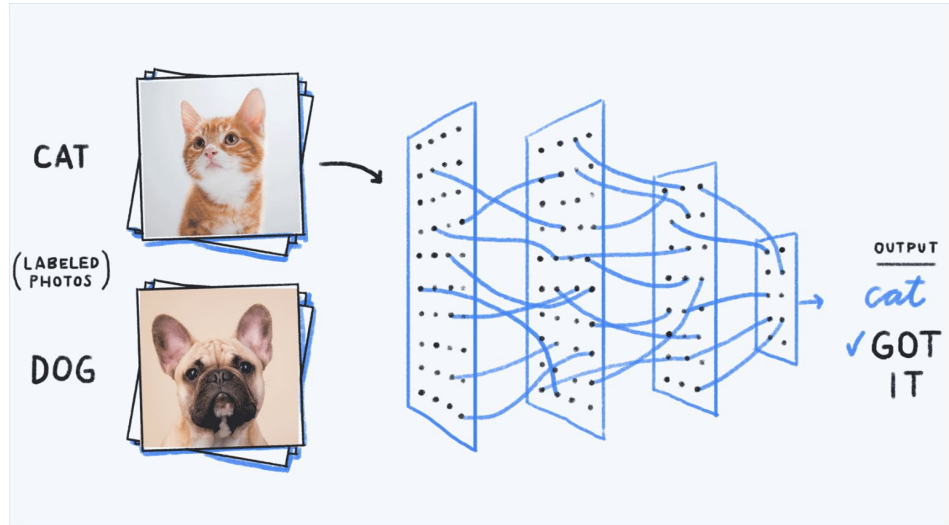 CAT
(LABELED
PHOTOS)
DOG
OUTPUT
cat
✓GOT
IT